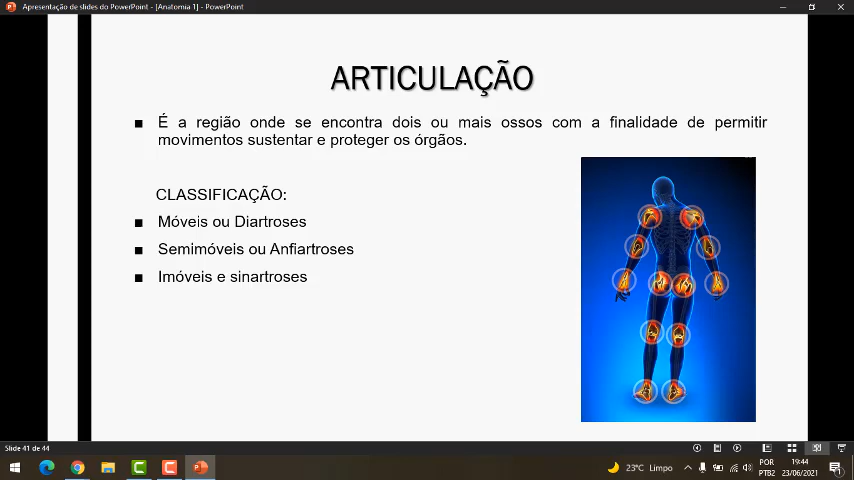 Apresentação de slides do PowerPoint - [Anatomia 1] - PowerPoint
ARTICULAÇÃO
■ É a região onde se encontra dois ou mais ossos com a finalidade de permitir
movimentos sustentar e proteger os órgãos.
CLASSIFICAÇÃO:
■ Móveis ou Diartroses
■ Semimóveis ou Anfiartroses
■ Imóveis e sinartroses
Slide 41 de 44
23°C Limpo
POR
PTB2
19:44
23/06/2021
1